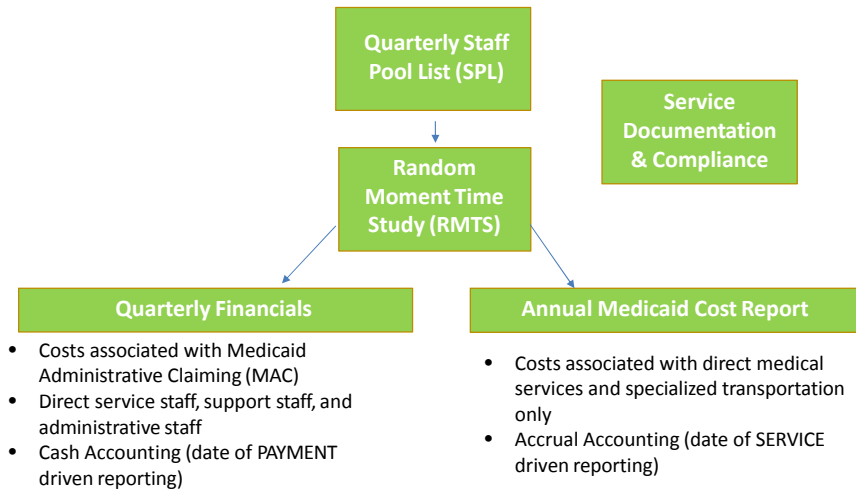 Quarterly Staff
Pool List (SPL)
Service
Documentation
& Compliance
Random
Moment Time
Study (RMTS)
Quarterly Financials
• Costs associated with Medicaid
Administrative Claiming (MAC)
• Direct service staff, support staff, and
administrative staff
• Cash Accounting (date of PAYMENT
driven reporting)
Annual Medicaid Cost Report
• Costs associated with direct medical
services and specialized transportation
only
• Accrual Accounting (date of SERVICE
driven reporting)